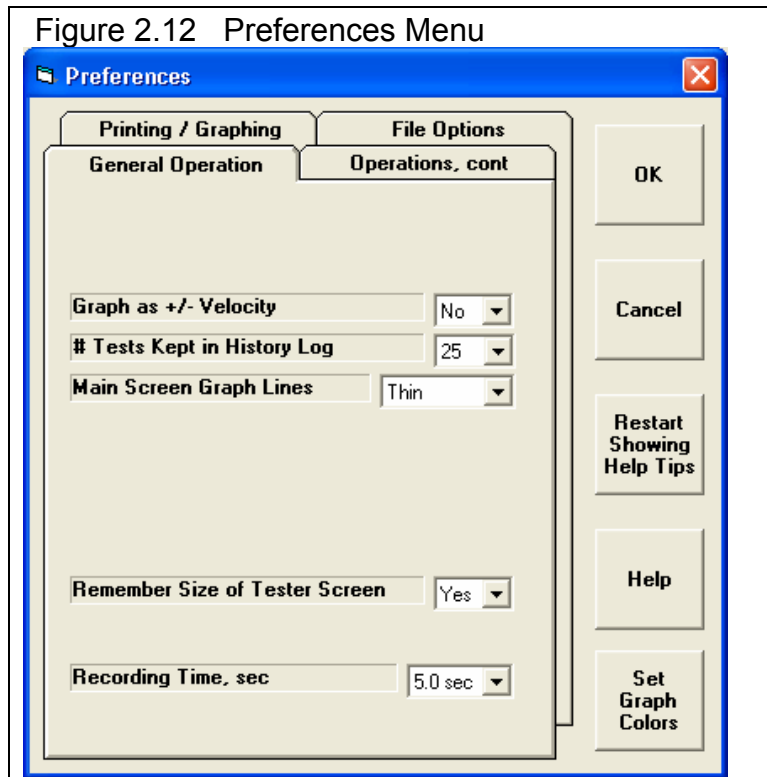 Figure 2.12 Preferences Menu
Preferences
Printing / Graphing
File Options
General Operation
Operations, cont
Graph as +/- Velocity
No
# Tests Kept in History Log
25
Main Screen Graph Lines
Thin
Remember Size of Tester Screen
Yes
Recording Time, sec
5.0 sec
OK
Cancel
Restart
Showing
Help Tips
Help
Set
Graph
Colors